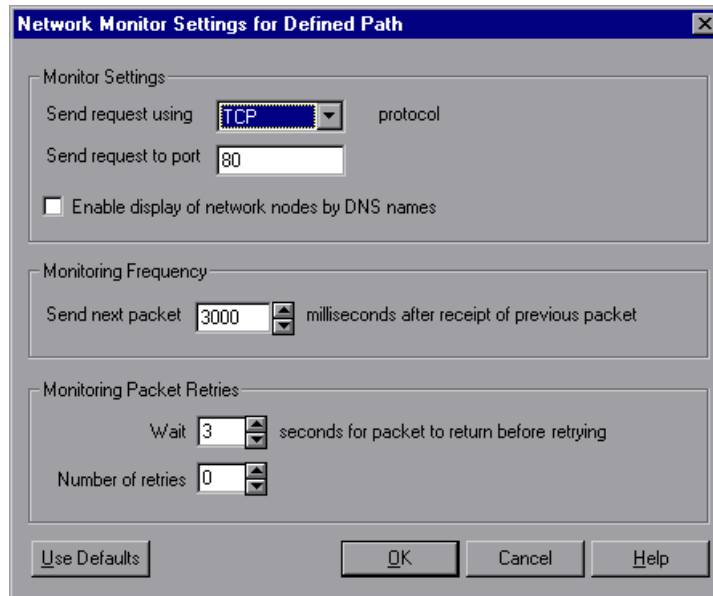 Network Monitor Settings for Defined Path
Monitor Settings
Send request using TCP protocol
Send request to port 80
Enable display of network nodes by DNS names
Monitoring Frequency
Send next packet 3000 milliseconds after receipt of previous packet
Monitoring Packet Retries
Wait 3 seconds for packet to return before retrying
Number of retries 0
Use Defaults OK Cancel Help